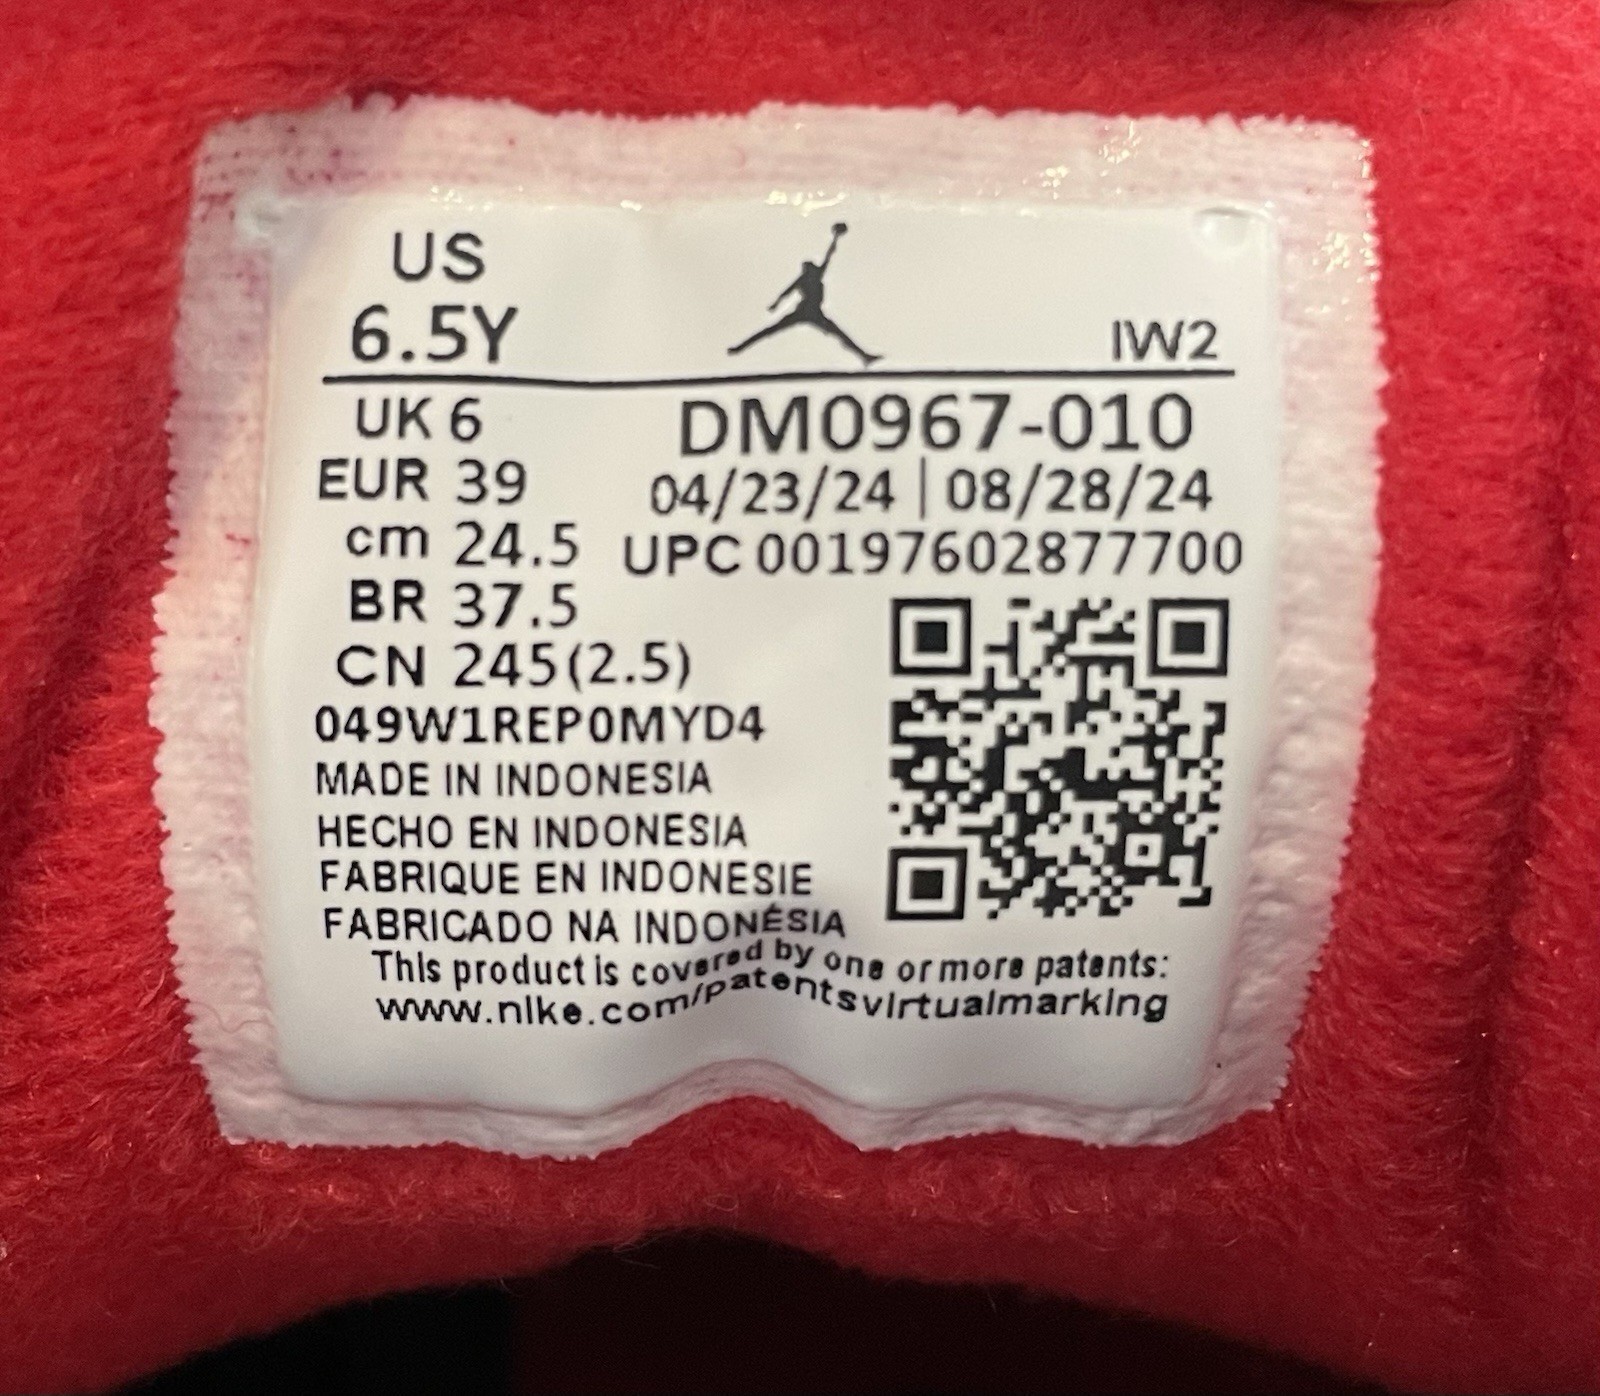 US
6.5Y
IW2
UK 6
EUR 39
cm 24.5
BR 37.5
CN 245(2.5)
DM0967-010
04/23/24 | 08/28/24
UPC 00197602877700
049W1REP0MYD4
MADE IN INDONESIA
HECHO EN INDONESIA
FABRIQUE EN INDONESIE
FABRICADO NA INDONÉSIA
This product is covered by one or more patents:
www.nike.com/patentsvirtualmarking